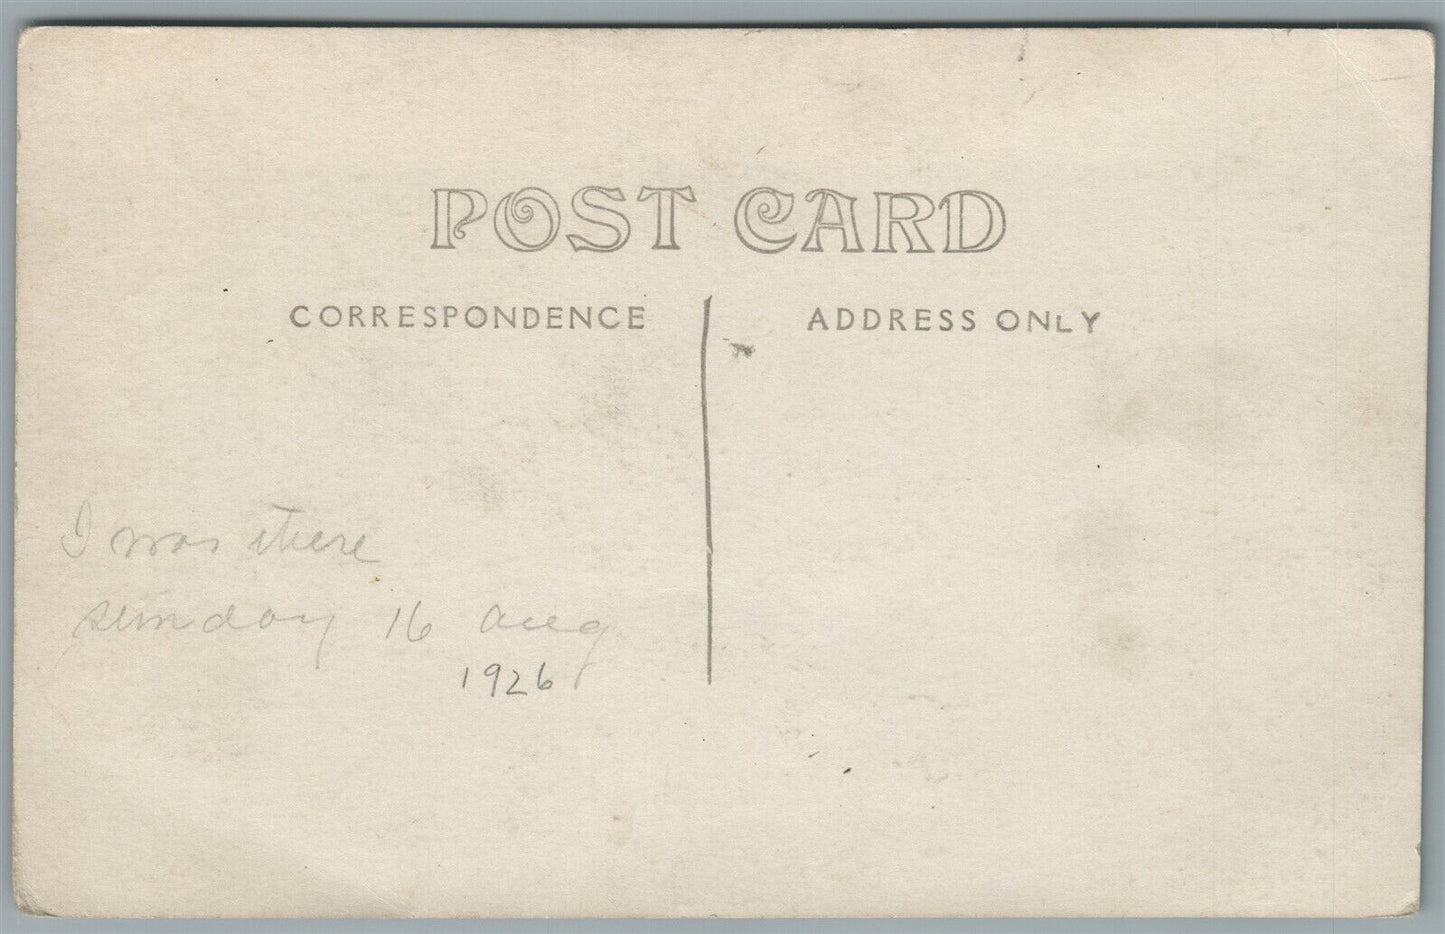 POST CARD
CORRESPONDENCE
ADDRESS ONLY
I was there
sunday 16 aug
1926